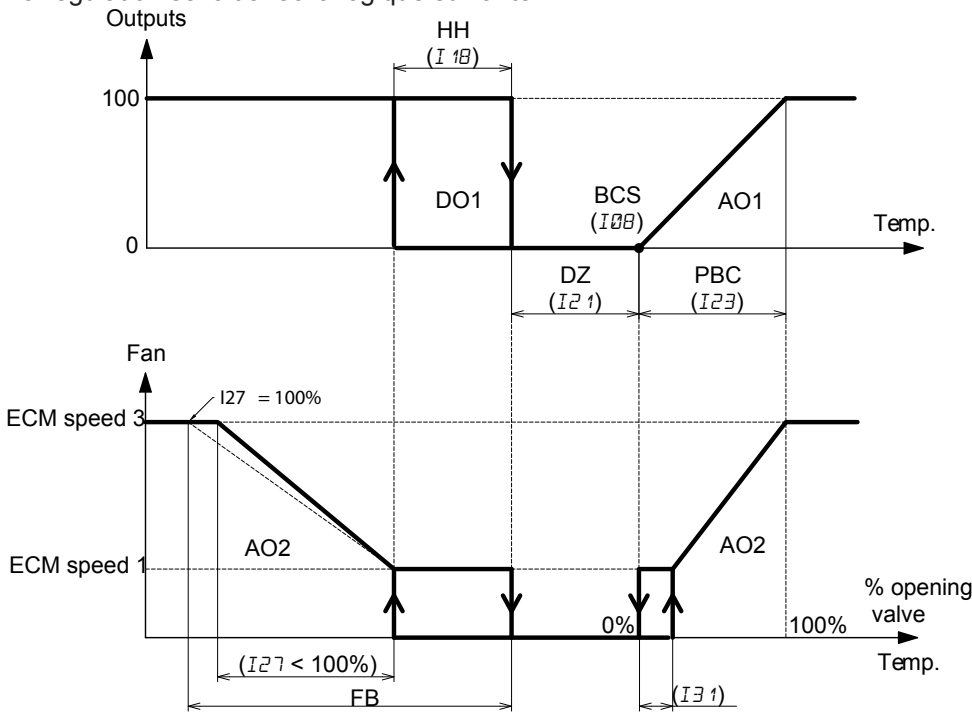 Outputs
HH
(I18)
100
DO1
BCS
(I08)
AO1
Temp.
0
DZ
(I21)
PBC
(I23)
Fan
I27 = 100%
ECM speed 3
AO2
AO2
ECM speed 1
% opening
valve
0%
100%
Temp.
(I27 < 100%)
(I31)
FB